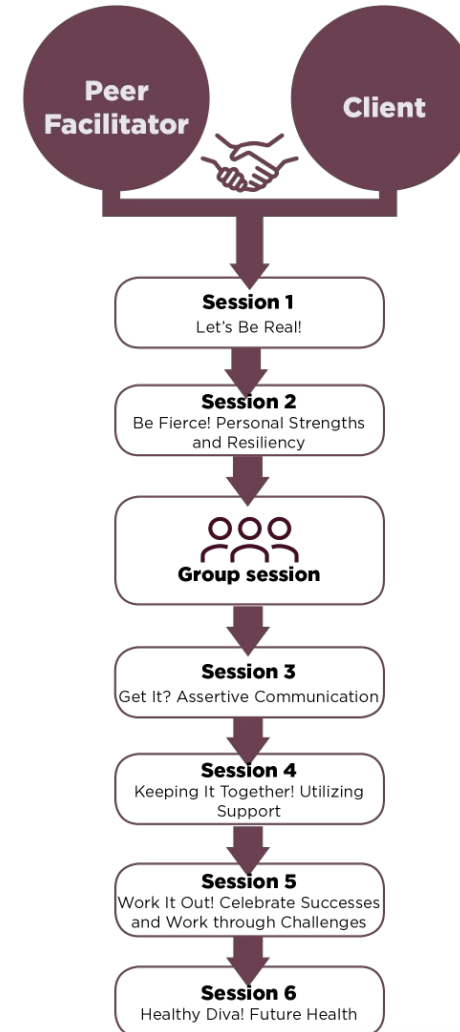 Peer
Facilitator
Client
Session 1
Let's Be Real!
Session 2
Be Fierce! Personal Strengths
and Resiliency
Group session
Session 3
Get It? Assertive Communication
Session 4
Keeping It Together! Utilizing
Support
Session 5
Work It Out! Celebrate Successes
and Work through Challenges
Session 6
Healthy Diva! Future Health